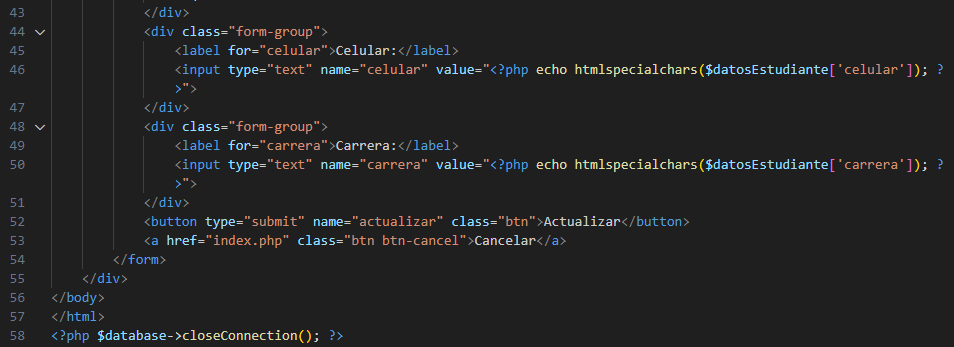 43 </div>
44 <div class="form-group">
45 <label for="celular">Celular:</label>
46 <input type="text" name="celular" value="<?php echo htmlspecialchars($datosEstudiante['celular']); ?
>">
47 </div>
48 <div class="form-group">
49 <label for="carrera">Carrera:</label>
50 <input type="text" name="carrera" value="<?php echo htmlspecialchars($datosEstudiante['carrera']); ?
>">
51 </div>
52 <button type="submit" name="actualizar" class="btn">Actualizar</button>
53 <a href="index.php" class="btn btn-cancel">Cancelar</a>
54 </form>
55 </div>
56 </body>
57 </html>
58 <?php $database->closeConnection(); ?>